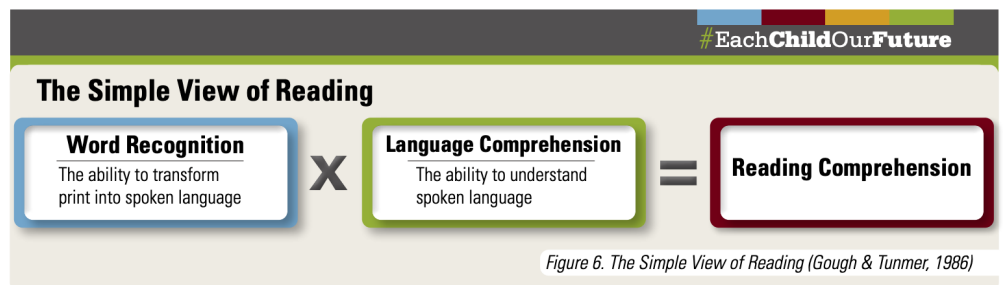 #EachChildOurFuture
The Simple View of Reading
Word Recognition
The ability to transform
print into spoken language
X
Language Comprehension
The ability to understand
spoken language
=
Reading Comprehension
Figure 6. The Simple View of Reading (Gough & Tunmer, 1986)